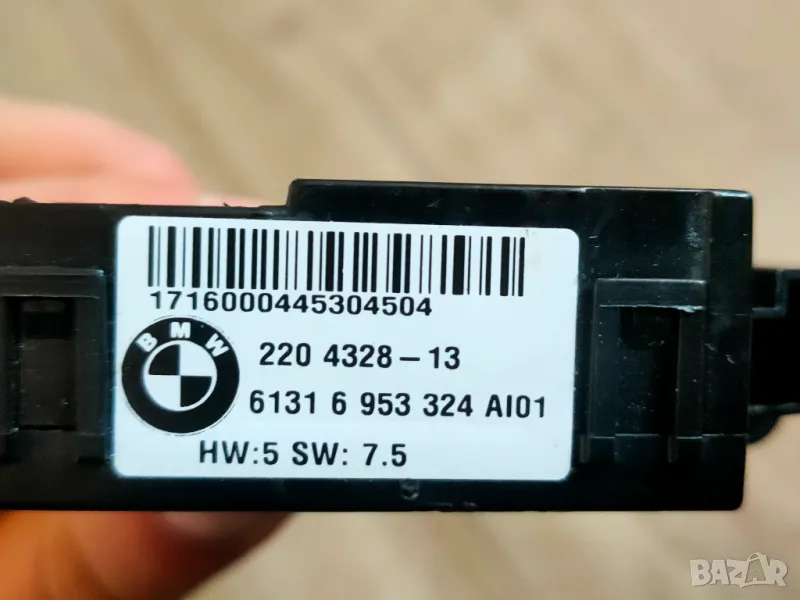 1716000445304504
BMW
220 4328-13
6131 6 953 324 AI01
HW:5 SW: 7.5
BAZAR